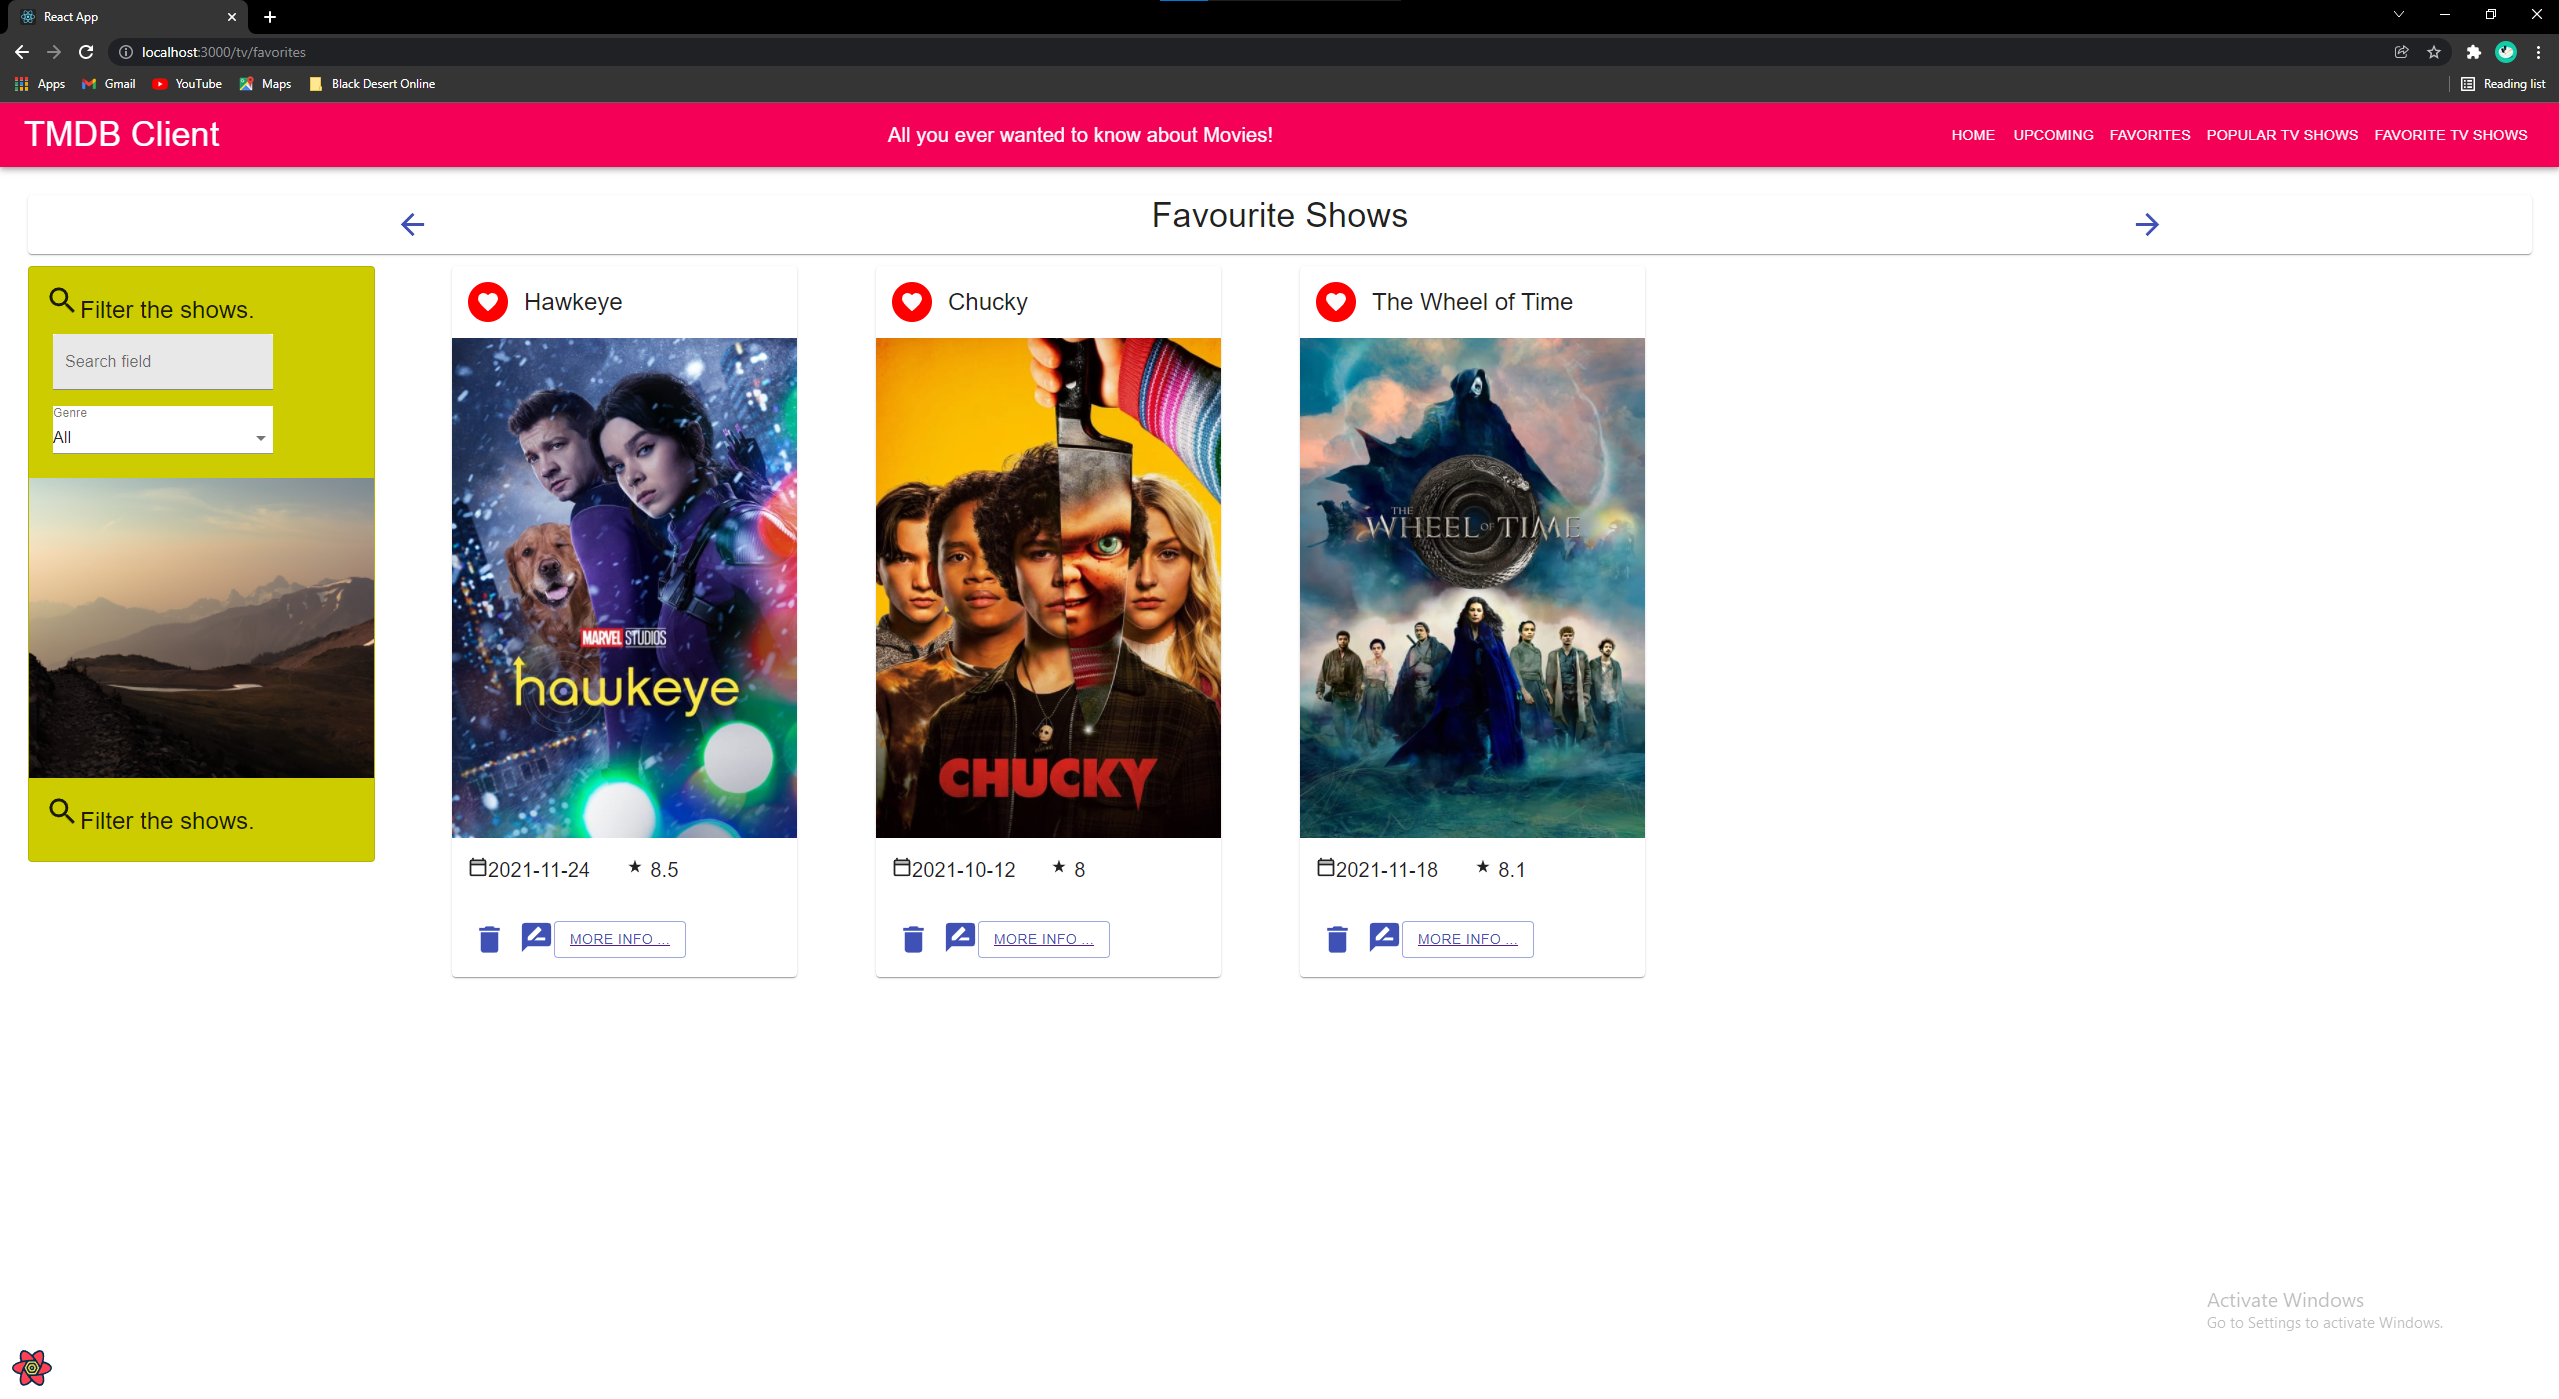 React App
localhost:3000/tv/favorites
Apps Gmail YouTube Maps Black Desert Online Reading list
TMDB Client All you ever wanted to know about Movies! HOME UPCOMING FAVORITES POPULAR TV SHOWS FAVORITE TV SHOWS
Favourite Shows
Filter the shows.
Search field
Genre
All
Filter the shows.
Hawkeye
MARVEL STUDIOS
hawkeye
2021-11-24 ★ 8.5
MORE INFO ...
Chucky
CHUCKY
2021-10-12 ★ 8
MORE INFO ...
The Wheel of Time
THE
WHEEL OF TIME
2021-11-18 ★ 8.1
MORE INFO ...
Activate Windows
Go to Settings to activate Windows.